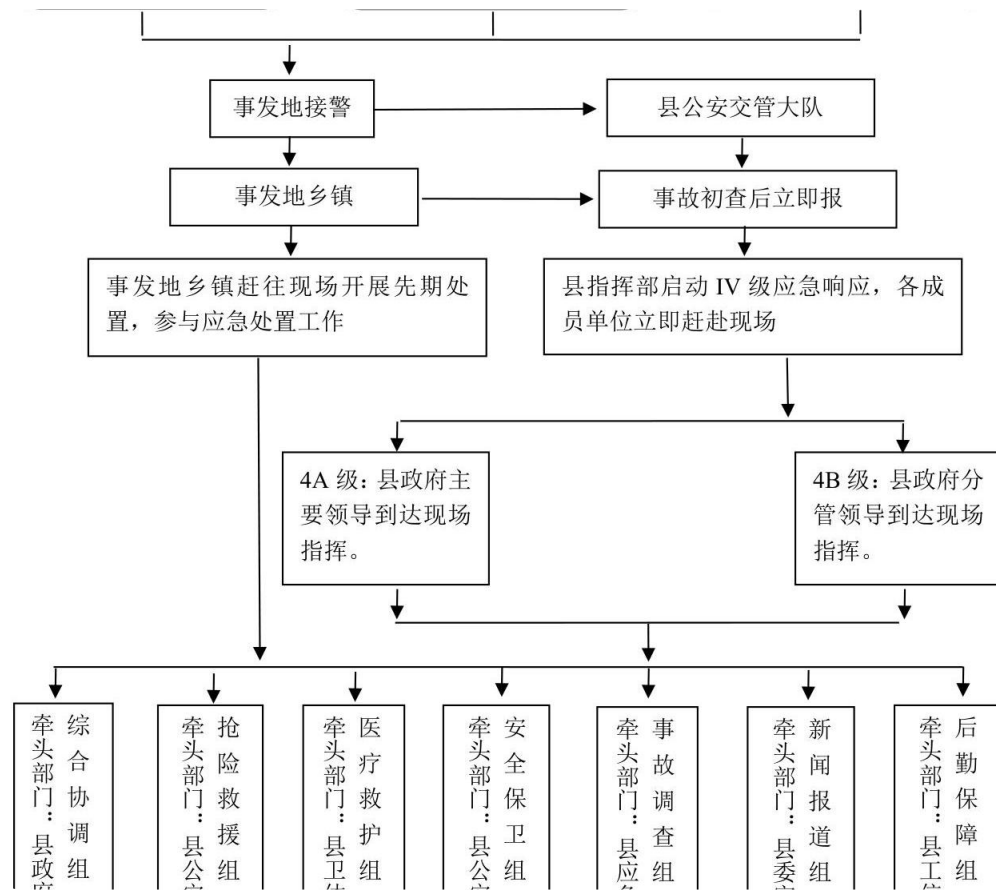 事发地接警
县公安交管大队
事发地乡镇
事故初查后立即报
事发地乡镇赶往现场开展先期处
置，参与应急处置工作
县指挥部启动 IV 级应急响应，各成
员单位立即赶赴现场
4A 级：县政府主
要领导到达现场
指挥。
4B 级：县政府分
管领导到达现场
指挥。
综合协调组
牵头部门：县政
抢险救援组
牵头部门：县公
医疗救护组
牵头部门：县卫
安全保卫组
牵头部门：县公
事故调查组
牵头部门：县应
新闻报道组
牵头部门：县委
后勤保障组
牵头部门：县工